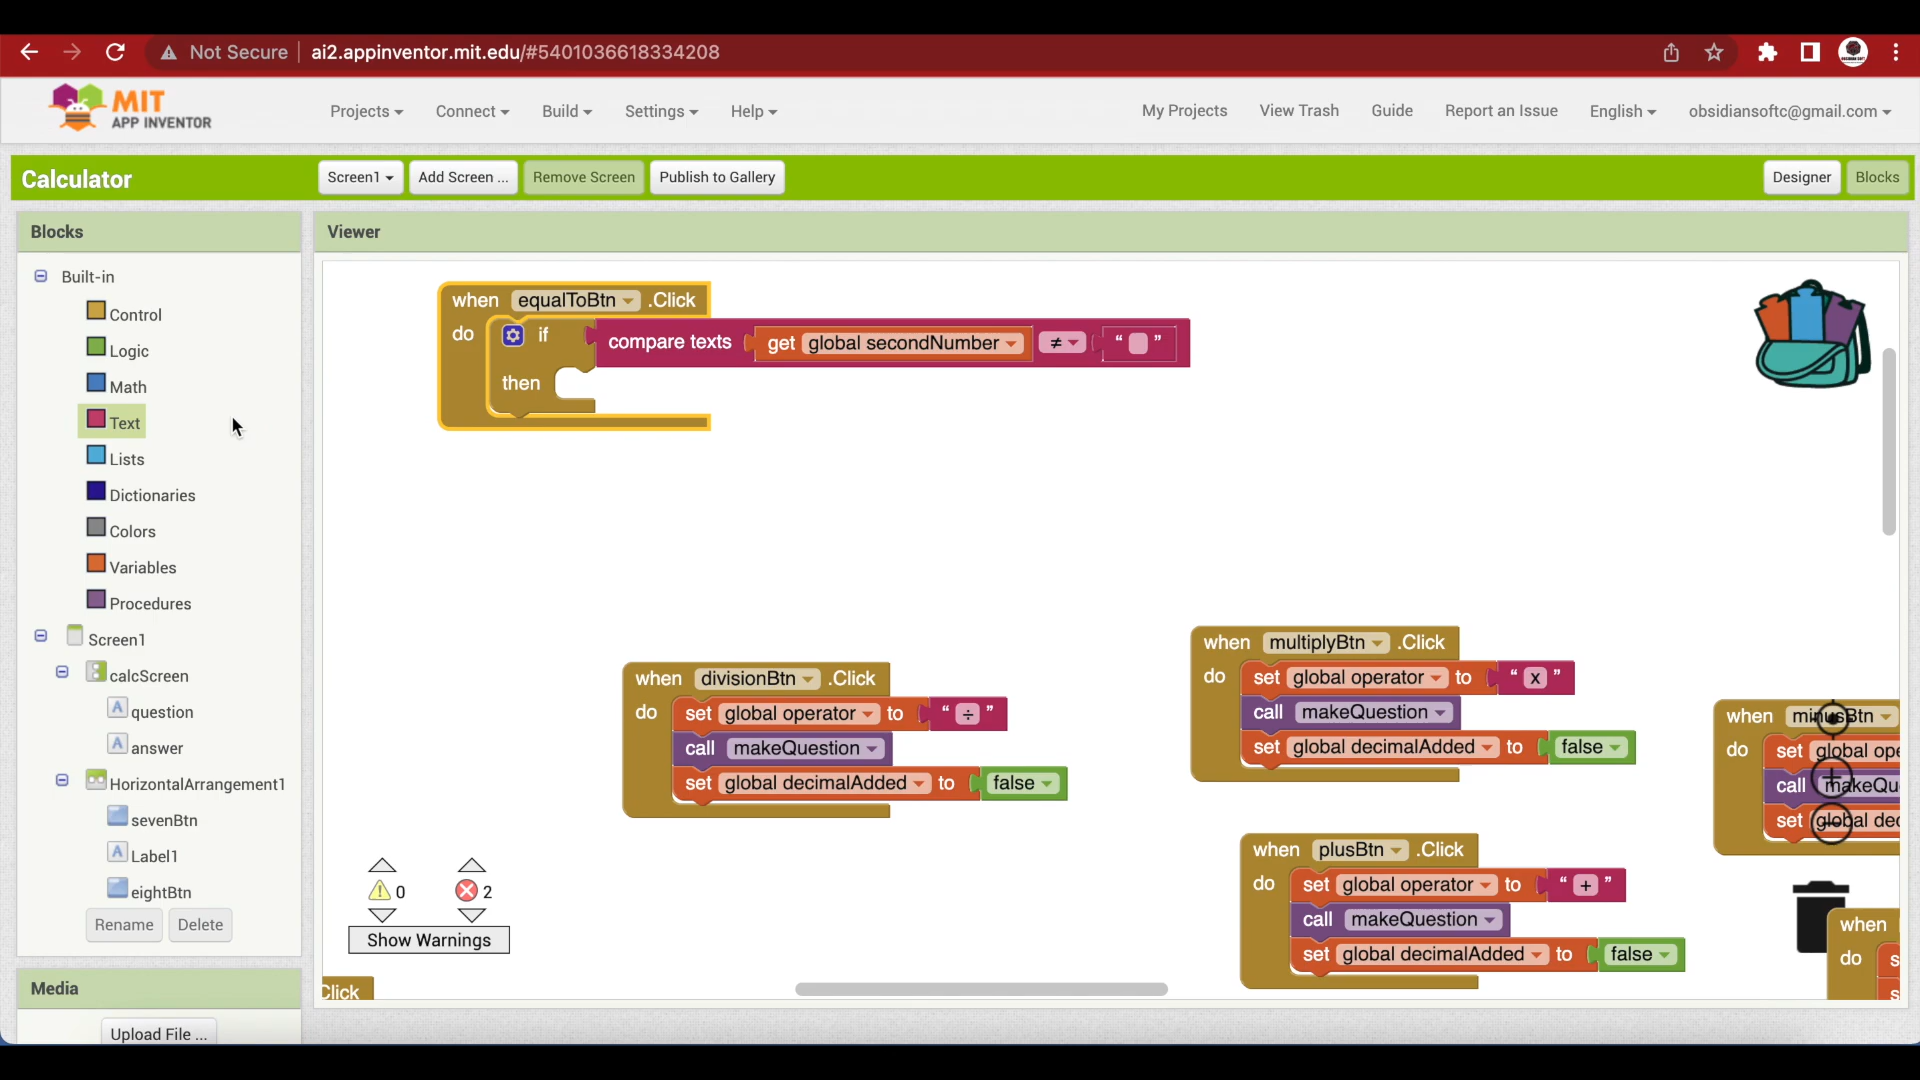 Not Secure ai2.appinventor.mit.edu/#5401036618334208
MIT
APP INVENTOR
Projects Connect Build Settings Help My Projects View Trash Guide Report an Issue English obsidiansoftc@gmail.com
Calculator Screen1 Add Screen ... Remove Screen Publish to Gallery Designer Blocks
Blocks
Viewer
Built-in
Control
Logic
Math
Text
Lists
Dictionaries
Colors
Variables
Procedures
Screen1
calcScreen
question
answer
HorizontalArrangement1
sevenBtn
Label1
eightBtn
Rename Delete
Media
Upload File ...
when equalToBtn .Click
do if compare texts get global secondNumber ≠ “ ”
then
when divisionBtn .Click
do set global operator to “ ÷ ”
call makeQuestion
set global decimalAdded to false
when multiplyBtn .Click
do set global operator to “ x ”
call makeQuestion
set global decimalAdded to false
when minusBtn
do set global ope
call makeQu
set global dec
when plusBtn .Click
do set global operator to “ + ”
call makeQuestion
set global decimalAdded to false
when
do s
s
0 2
Show Warnings
Click